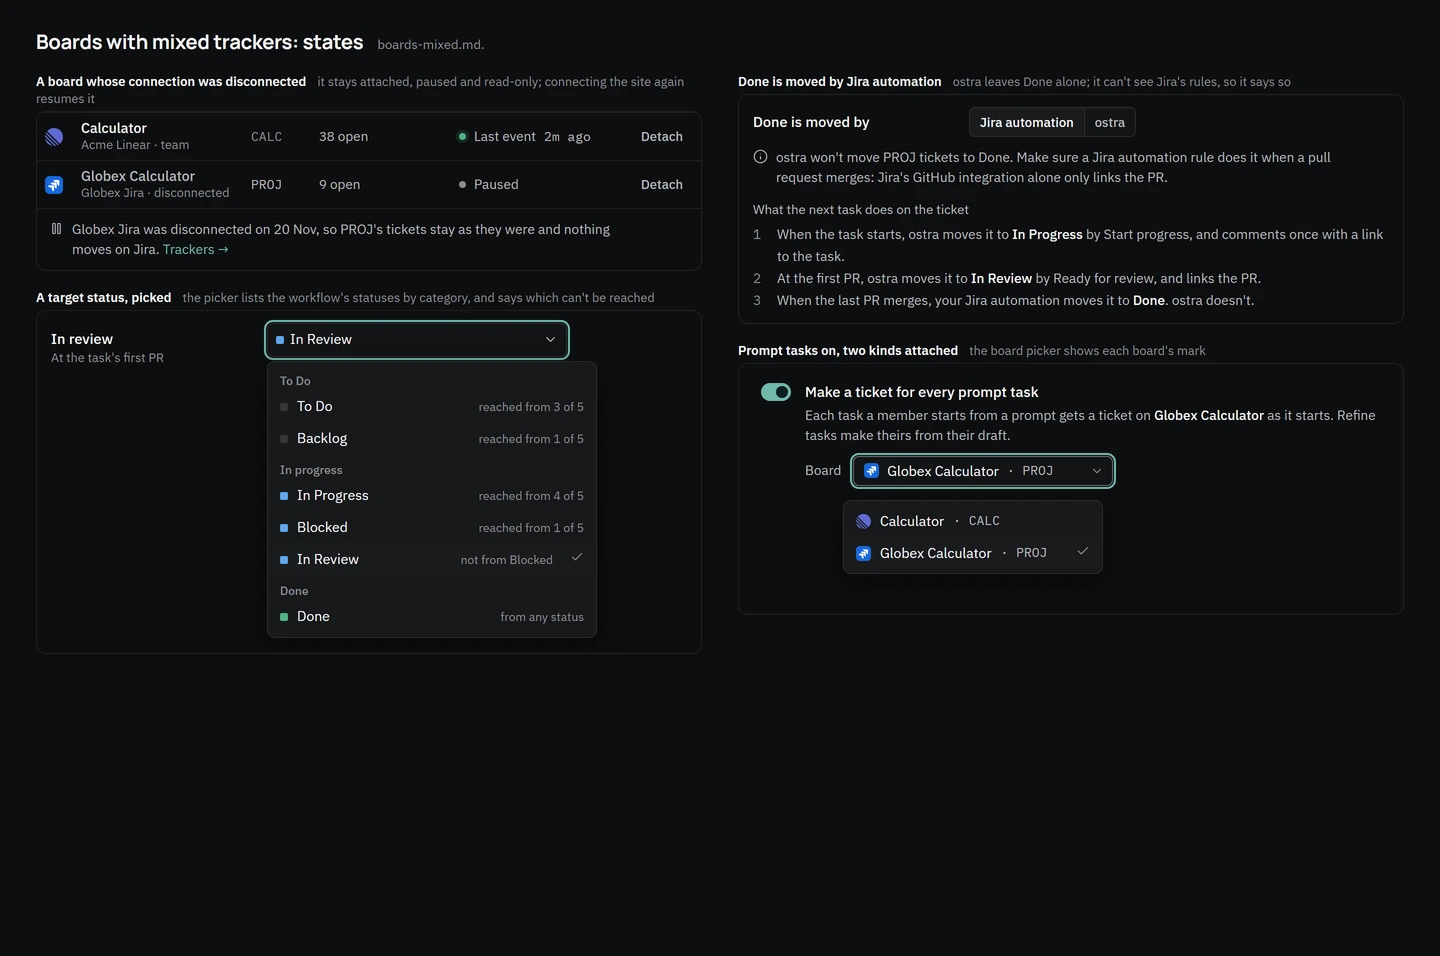 Boards with mixed trackers: states boards-mixed.md.
A board whose connection was disconnected it stays attached, paused and read-only; connecting the site again
resumes it
Calculator
Acme Linear · team
CALC
38 open
Last event 2m ago
Detach
Globex Calculator
Globex Jira · disconnected
PROJ
9 open
Paused
Detach
Globex Jira was disconnected on 20 Nov, so PROJ's tickets stay as they were and nothing
moves on Jira. Trackers →
A target status, picked the picker lists the workflow's statuses by category, and says which can't be reached
In review
At the task's first PR
In Review
To Do
To Do reached from 3 of 5
Backlog reached from 1 of 5
In progress
In Progress reached from 4 of 5
Blocked reached from 1 of 5
In Review not from Blocked
Done
Done from any status
Done is moved by Jira automation ostra leaves Done alone; it can't see Jira's rules, so it says so
Done is moved by Jira automation ostra
ostra won't move PROJ tickets to Done. Make sure a Jira automation rule does it when a pull
request merges: Jira's GitHub integration alone only links the PR.
What the next task does on the ticket
1 When the task starts, ostra moves it to In Progress by Start progress, and comments once with a link
to the task.
2 At the first PR, ostra moves it to In Review by Ready for review, and links the PR.
3 When the last PR merges, your Jira automation moves it to Done. ostra doesn't.
Prompt tasks on, two kinds attached the board picker shows each board's mark
Make a ticket for every prompt task
Each task a member starts from a prompt gets a ticket on Globex Calculator as it starts. Refine
tasks make theirs from their draft.
Board Globex Calculator · PROJ
Calculator · CALC
Globex Calculator · PROJ